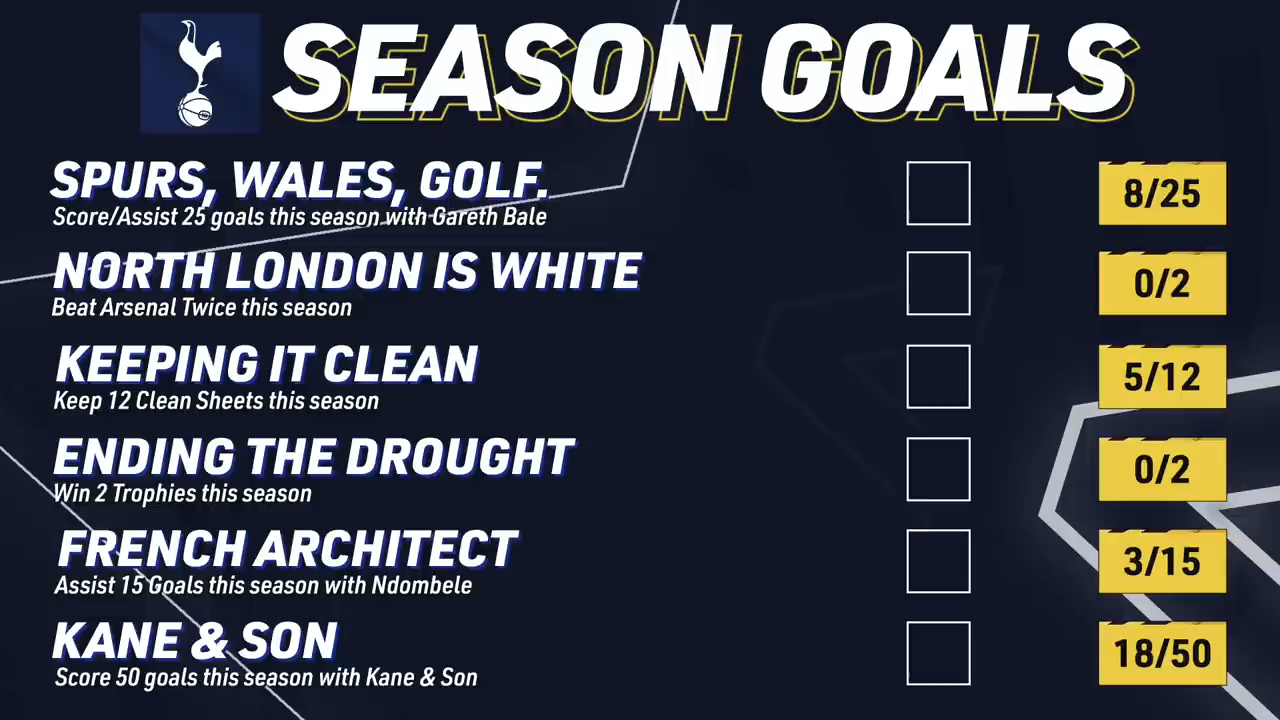 SEASON GOALS
SPURS, WALES, GOLF.
Score/Assist 25 goals this season with Gareth Bale
8/25
NORTH LONDON IS WHITE
Beat Arsenal Twice this season
0/2
KEEPING IT CLEAN
Keep 12 Clean Sheets this season
5/12
ENDING THE DROUGHT
Win 2 Trophies this season
0/2
FRENCH ARCHITECT
Assist 15 Goals this season with Ndombele
3/15
KANE & SON
Score 50 goals this season with Kane & Son
18/50